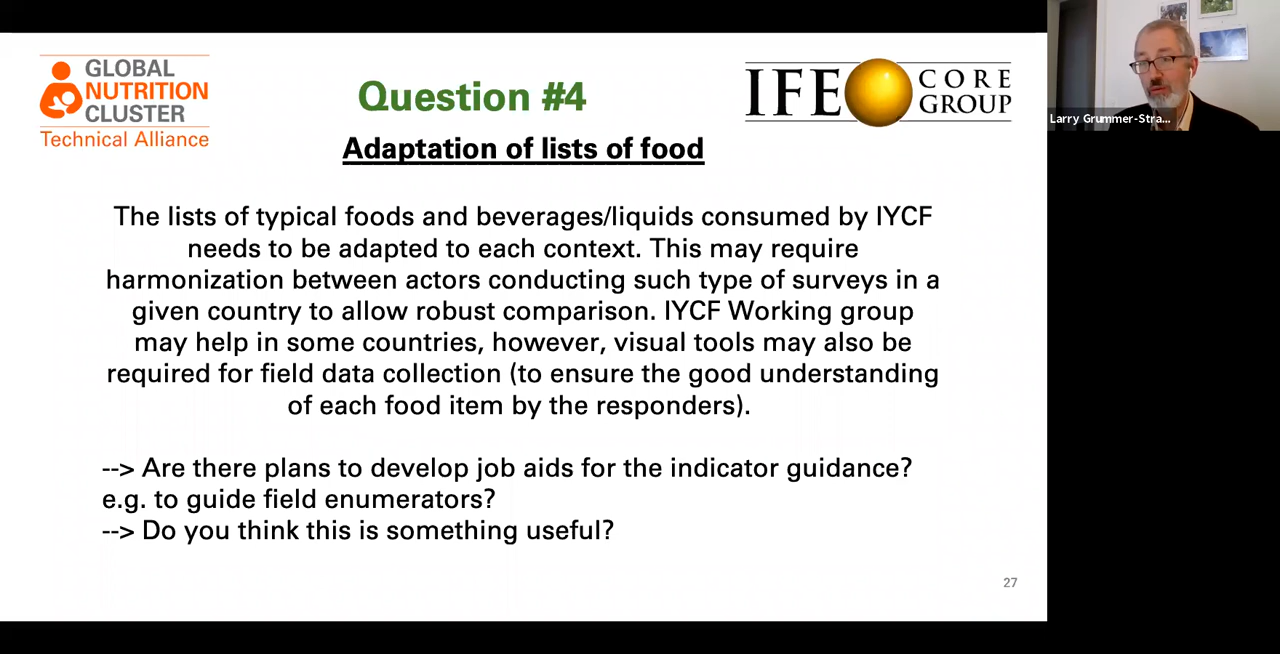 GLOBAL
NUTRITION
CLUSTER
Technical Alliance
Question #4
IFE CORE
GROUP
Adaptation of lists of food
The lists of typical foods and beverages/liquids consumed by IYCF
needs to be adapted to each context. This may require
harmonization between actors conducting such type of surveys in a
given country to allow robust comparison. IYCF Working group
may help in some countries, however, visual tools may also be
required for field data collection (to ensure the good understanding
of each food item by the responders).
--> Are there plans to develop job aids for the indicator guidance?
e.g. to guide field enumerators?
--> Do you think this is something useful?
27
Larry Grummer-Stra...